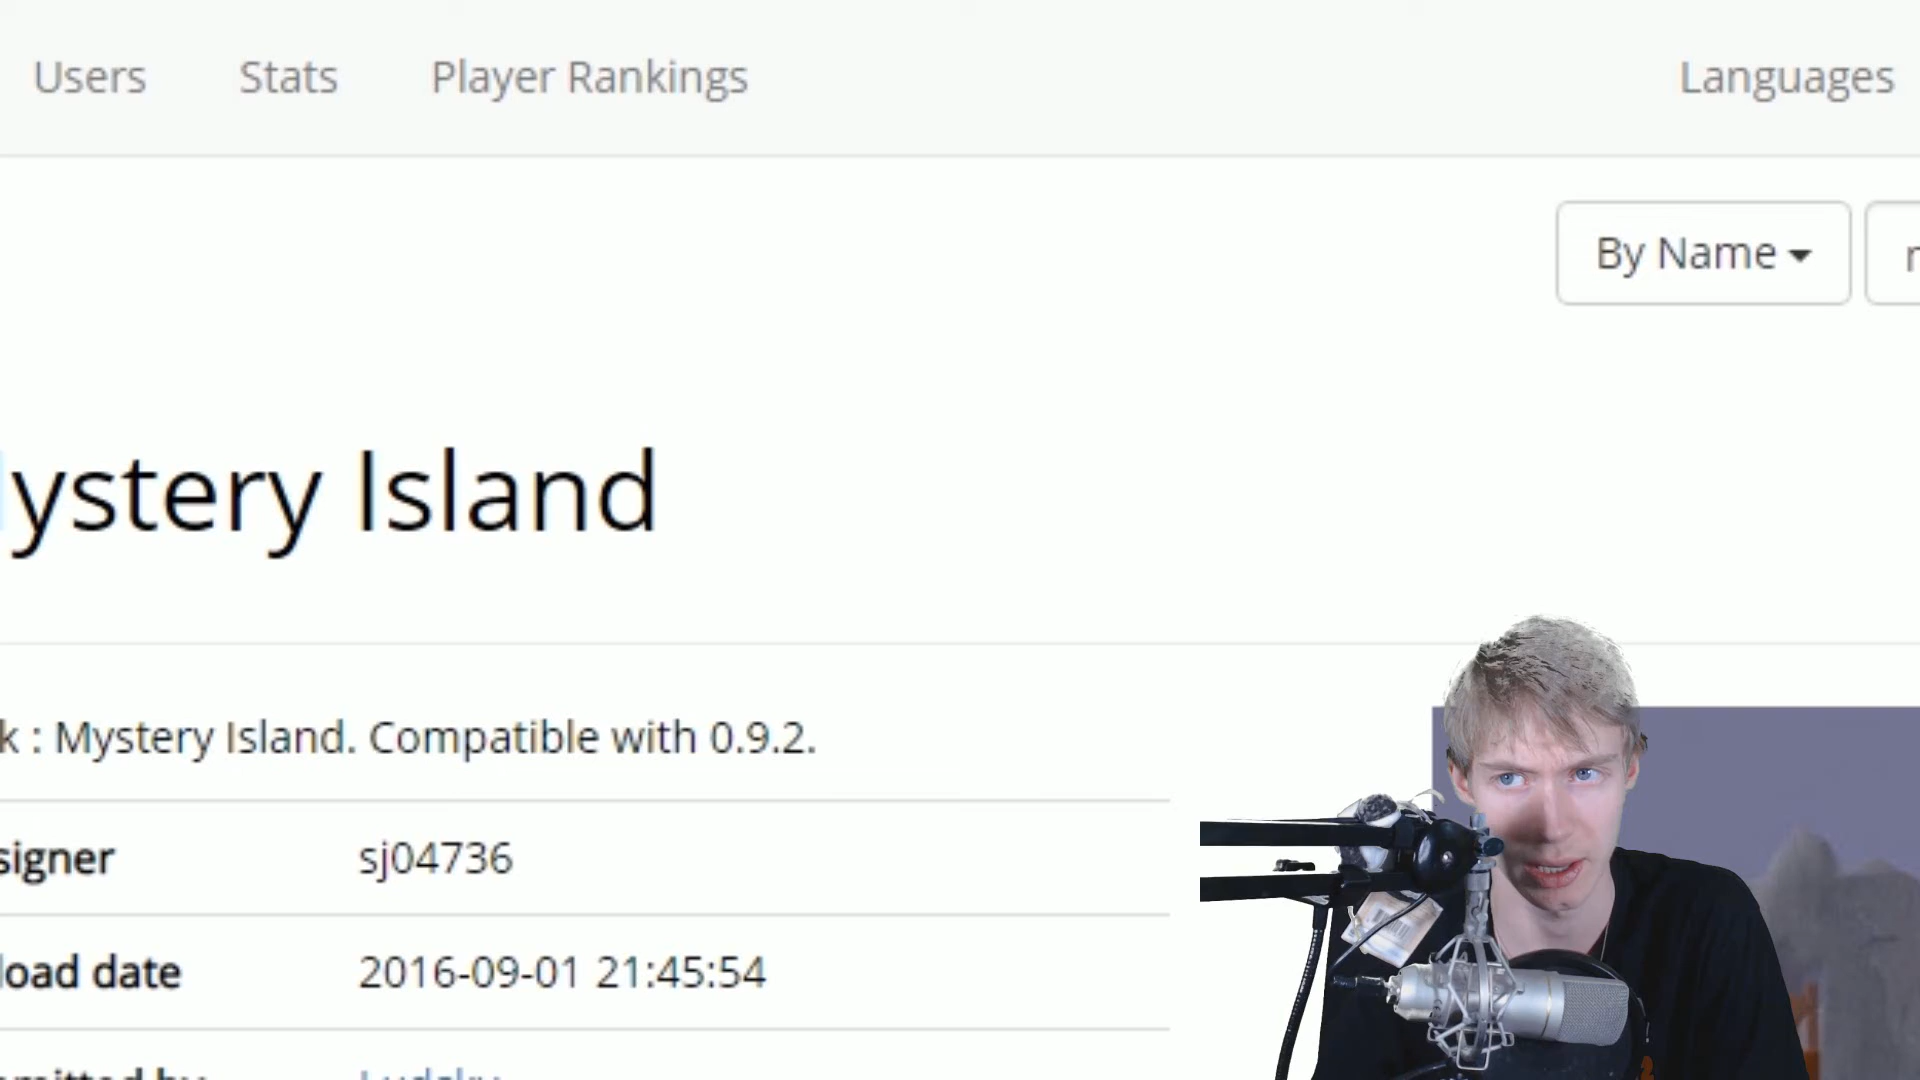 Users Stats Player Rankings Languages
By Name
ystery Island
k : Mystery Island. Compatible with 0.9.2.
signer sj04736
load date 2016-09-01 21:45:54